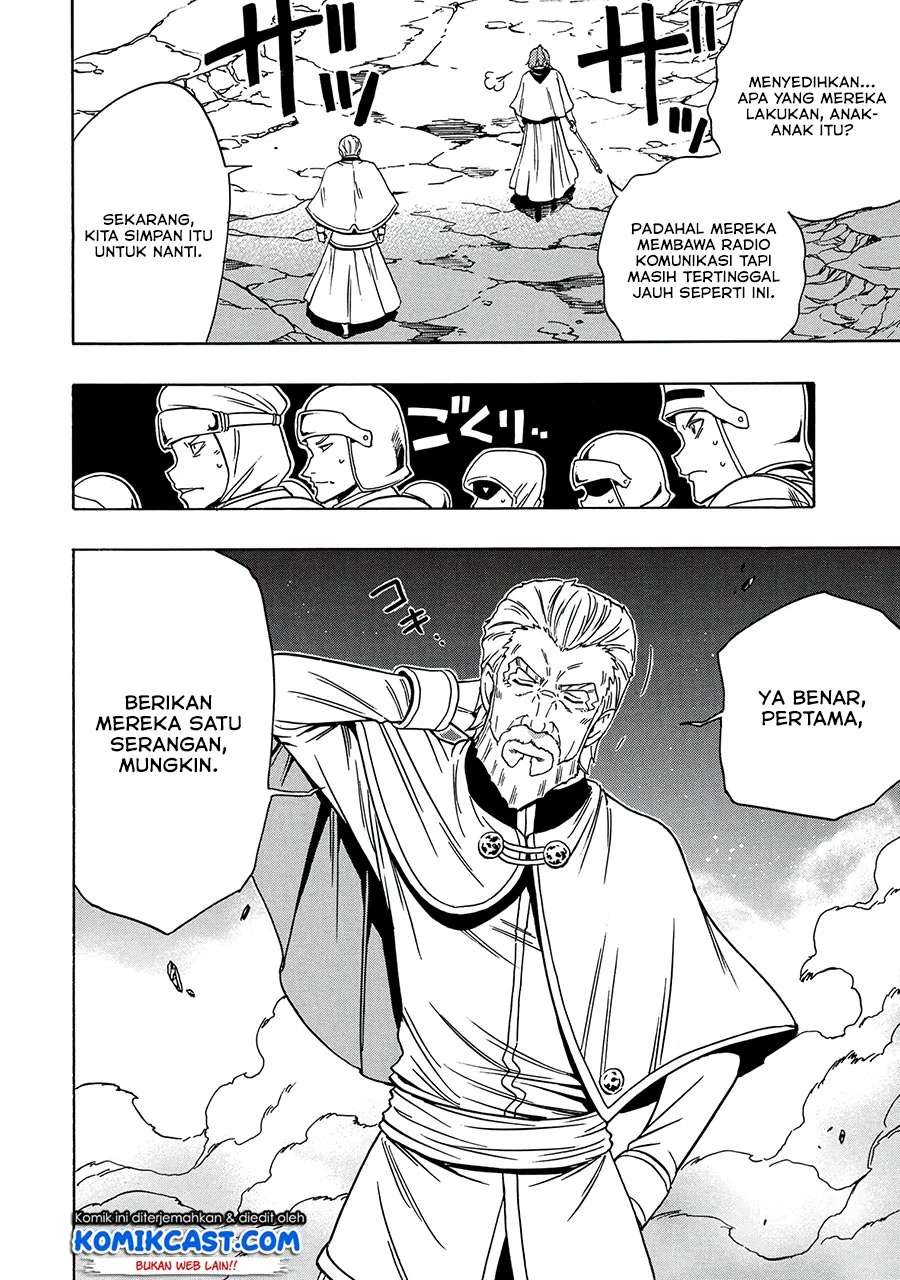 MENYEDIHKAN...
APA YANG MEREKA
LAKUKAN, ANAK-
ANAK ITU?
PADAHAL MEREKA
MEMBAWA RADIO
KOMUNIKASI TAPI
MASIH TERTINGGAL
JAUH SEPERTI INI.
ザッ
ザッ
SEKARANG,
KITA SIMPAN ITU
UNTUK NANTI.
ごくり..
YA BENAR,
PERTAMA,
コキ..
BERIKAN
MEREKA SATU
SERANGAN,
MUNGKIN.
Komik ini diterjemahkan & diedit oleh
KOMIKCAST.COM
BUKAN WEB LAIN!!